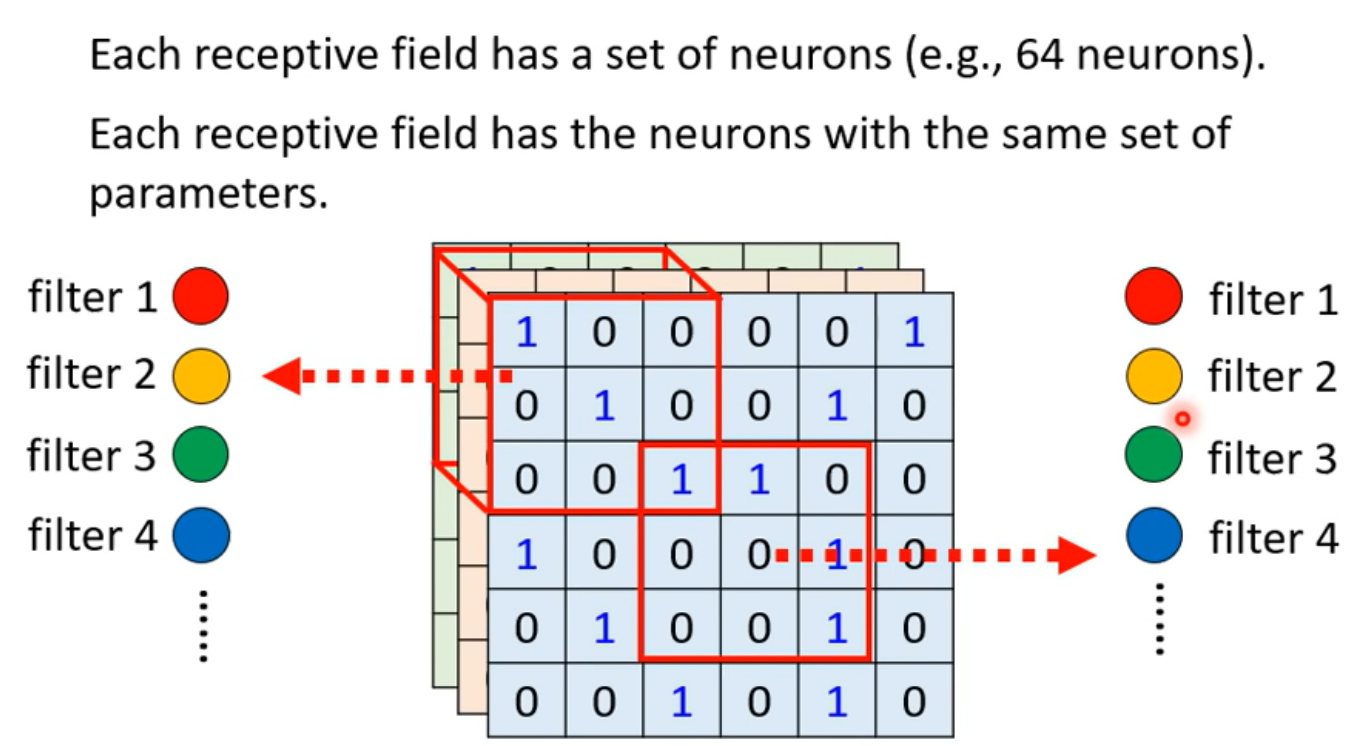 Each receptive field has a set of neurons (e.g., 64 neurons).
Each receptive field has the neurons with the same set of
parameters.
filter 1
filter 2
filter 3
filter 4
1 0 0 0 0 1
0 1 0 0 1 0
0 0 1 1 0 0
1 0 0 0 1 0
0 1 0 0 1 0
0 0 1 0 1 0
filter 1
filter 2
filter 3
filter 4